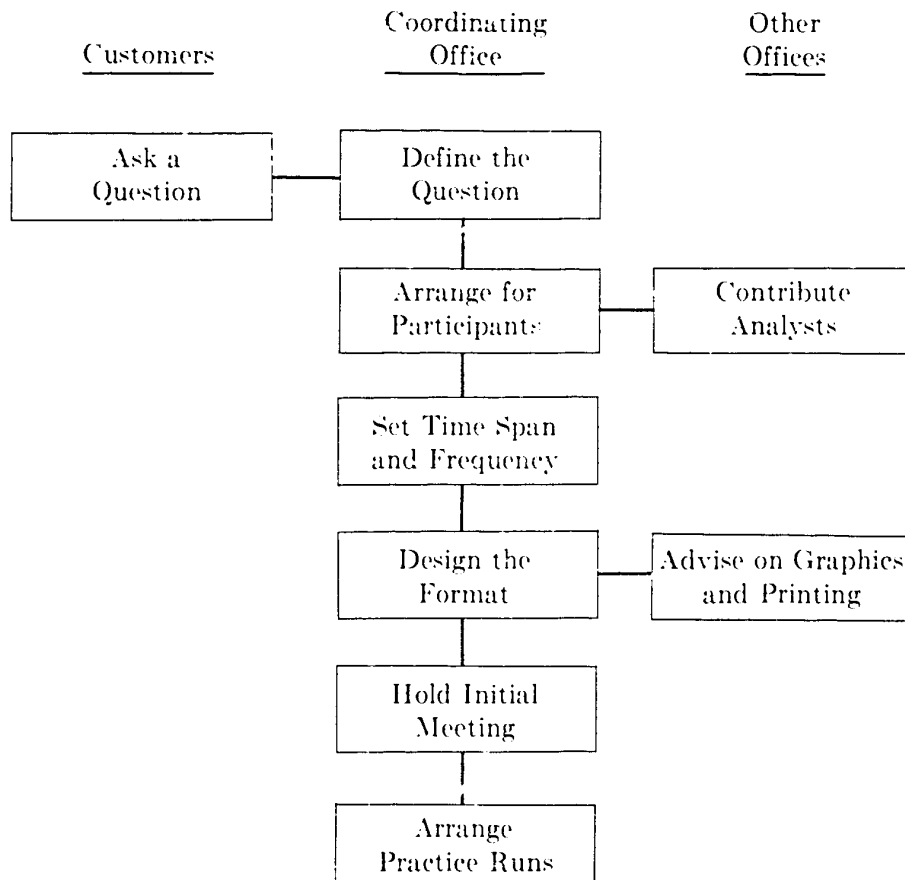 Customers
Coordinating
Office
Other
Offices
Ask a
Question
Define the
Question
Arrange for
Participants
Contribute
Analysts
Set Time Span
and Frequency
Design the
Format
Advise on Graphics
and Printing
Hold Initial
Meeting
Arrange
Practice Runs